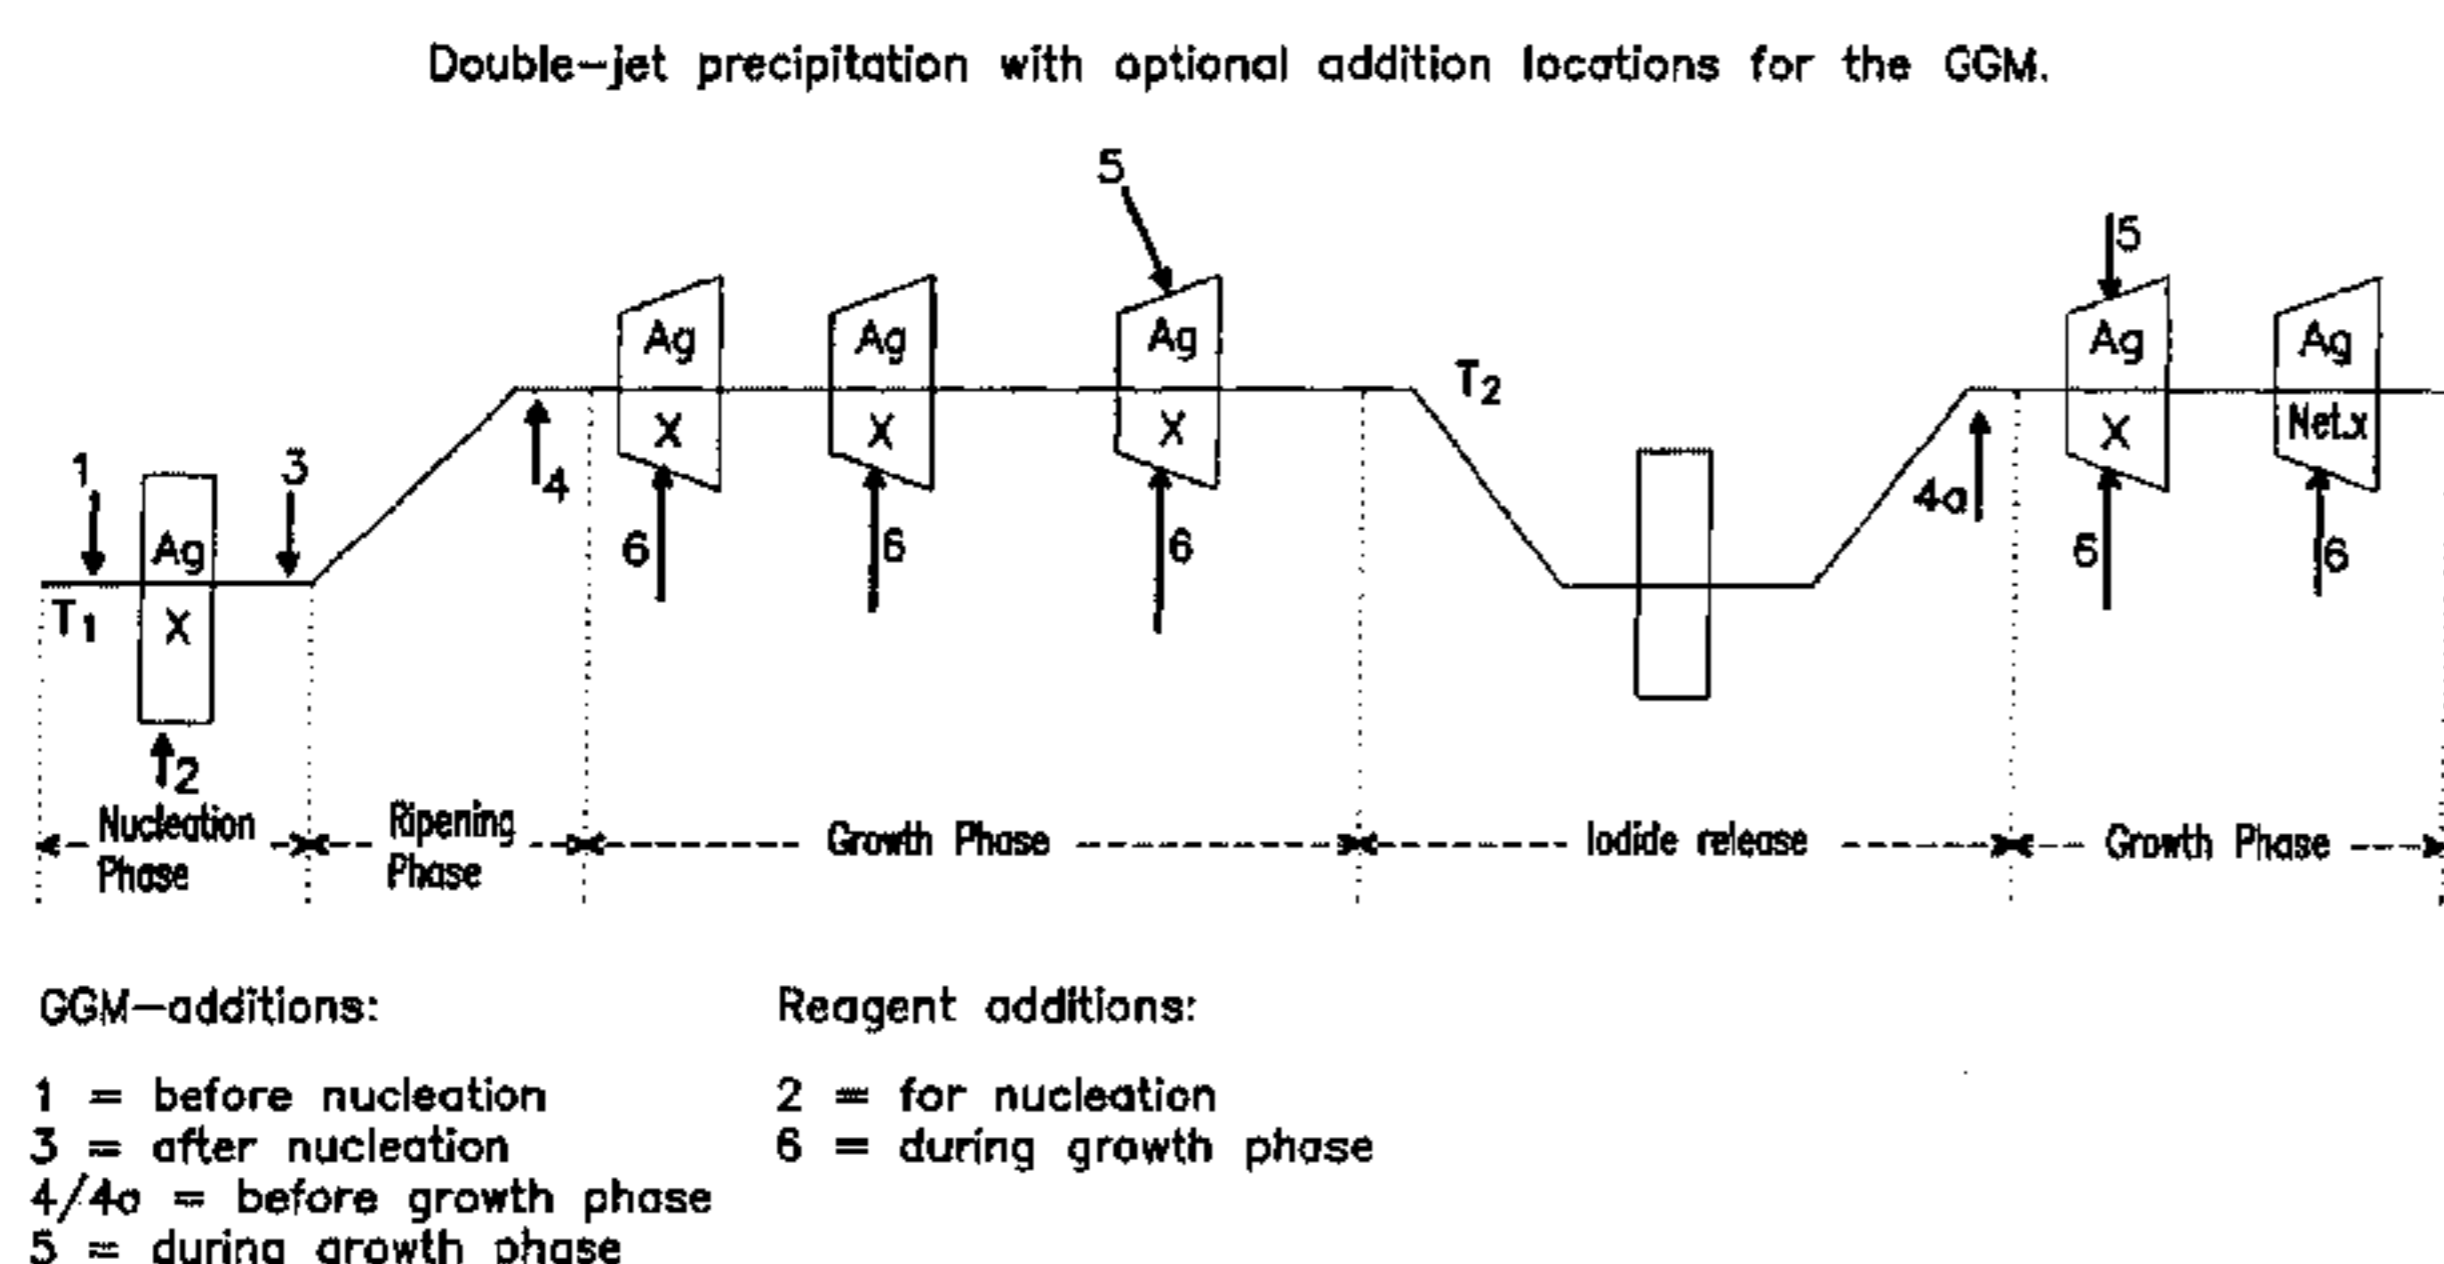 Double-jet precipitation with optional addition locations for the GGM.
5
5
Ag
Ag
Ag
Ag
Ag
T2
X
X
X
X
Net.x
1
3
4
4a
Ag
6
6
6
6
6
T1
X
2
Nucleation
Phase
Ripening
Phase
Growth Phase
Iodide release
Growth Phase
GGM-additions:
1 = before nucleation
3 = after nucleation
4/4a = before growth phase
5 = during growth phase
Reagent additions:
2 = for nucleation
6 = during growth phase